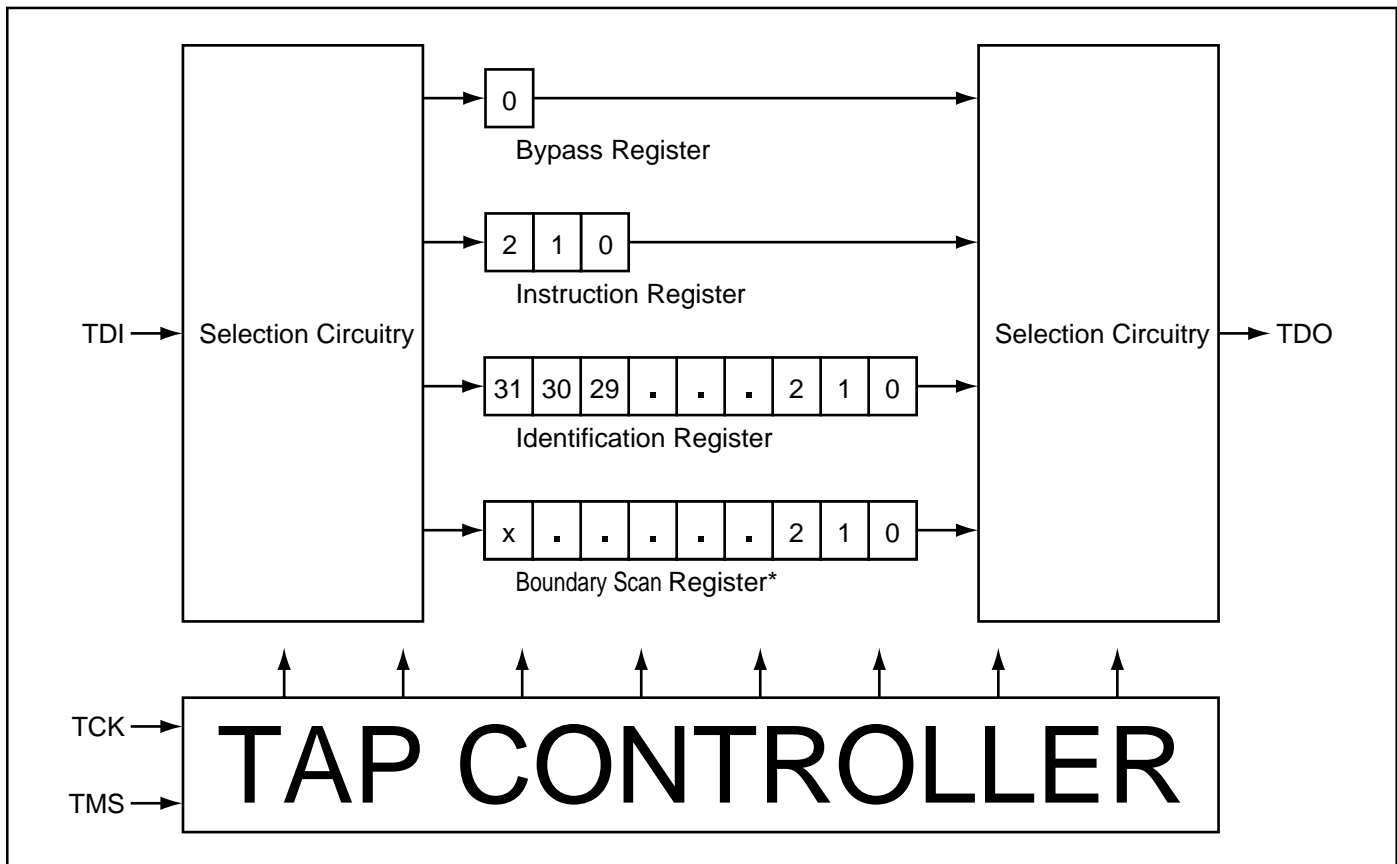 0
Bypass Register
2 1 0
Instruction Register
TDI
Selection Circuitry
Selection Circuitry
TDO
31 30 29 . . . 2 1 0
Identification Register
x . . . . . 2 1 0
Boundary Scan Register*
TCK
TMS
TAP CONTROLLER